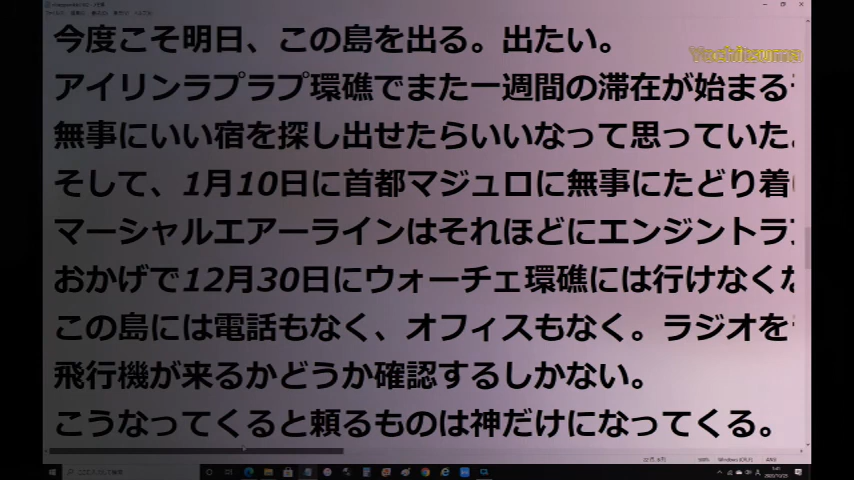 今度こそ明日、この島を出る。出たい。
Yochitsuma
アイリンラプラプ環礁でまた一週間の滞在が始まる
無事にいい宿を探し出せたらいいなって思っていた。
そして、1月10日に首都マジュロに無事にたどり着
マーシャルエアーラインはそれほどにエンジントラ
おかげで12月30日にウォーチェ環礁には行けなくな
この島には電話もなく、オフィスもなく。ラジオを
飛行機が来るかどうか確認するしかない。
こうなってくると頼るものは神だけになってくる。